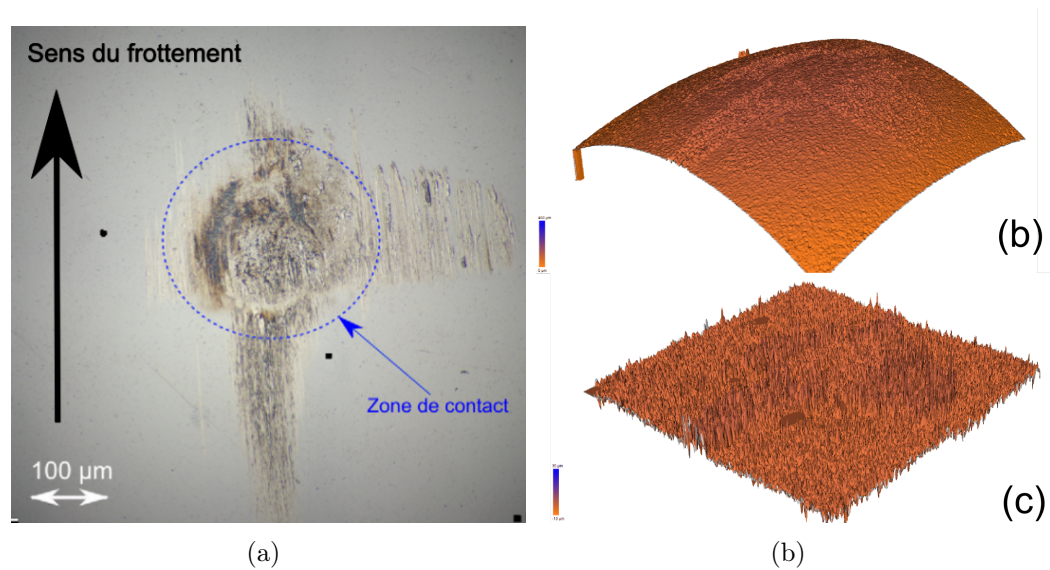 Sens du frottement
Zone de contact
100 µm
(b)
(c)
(a)
(b)